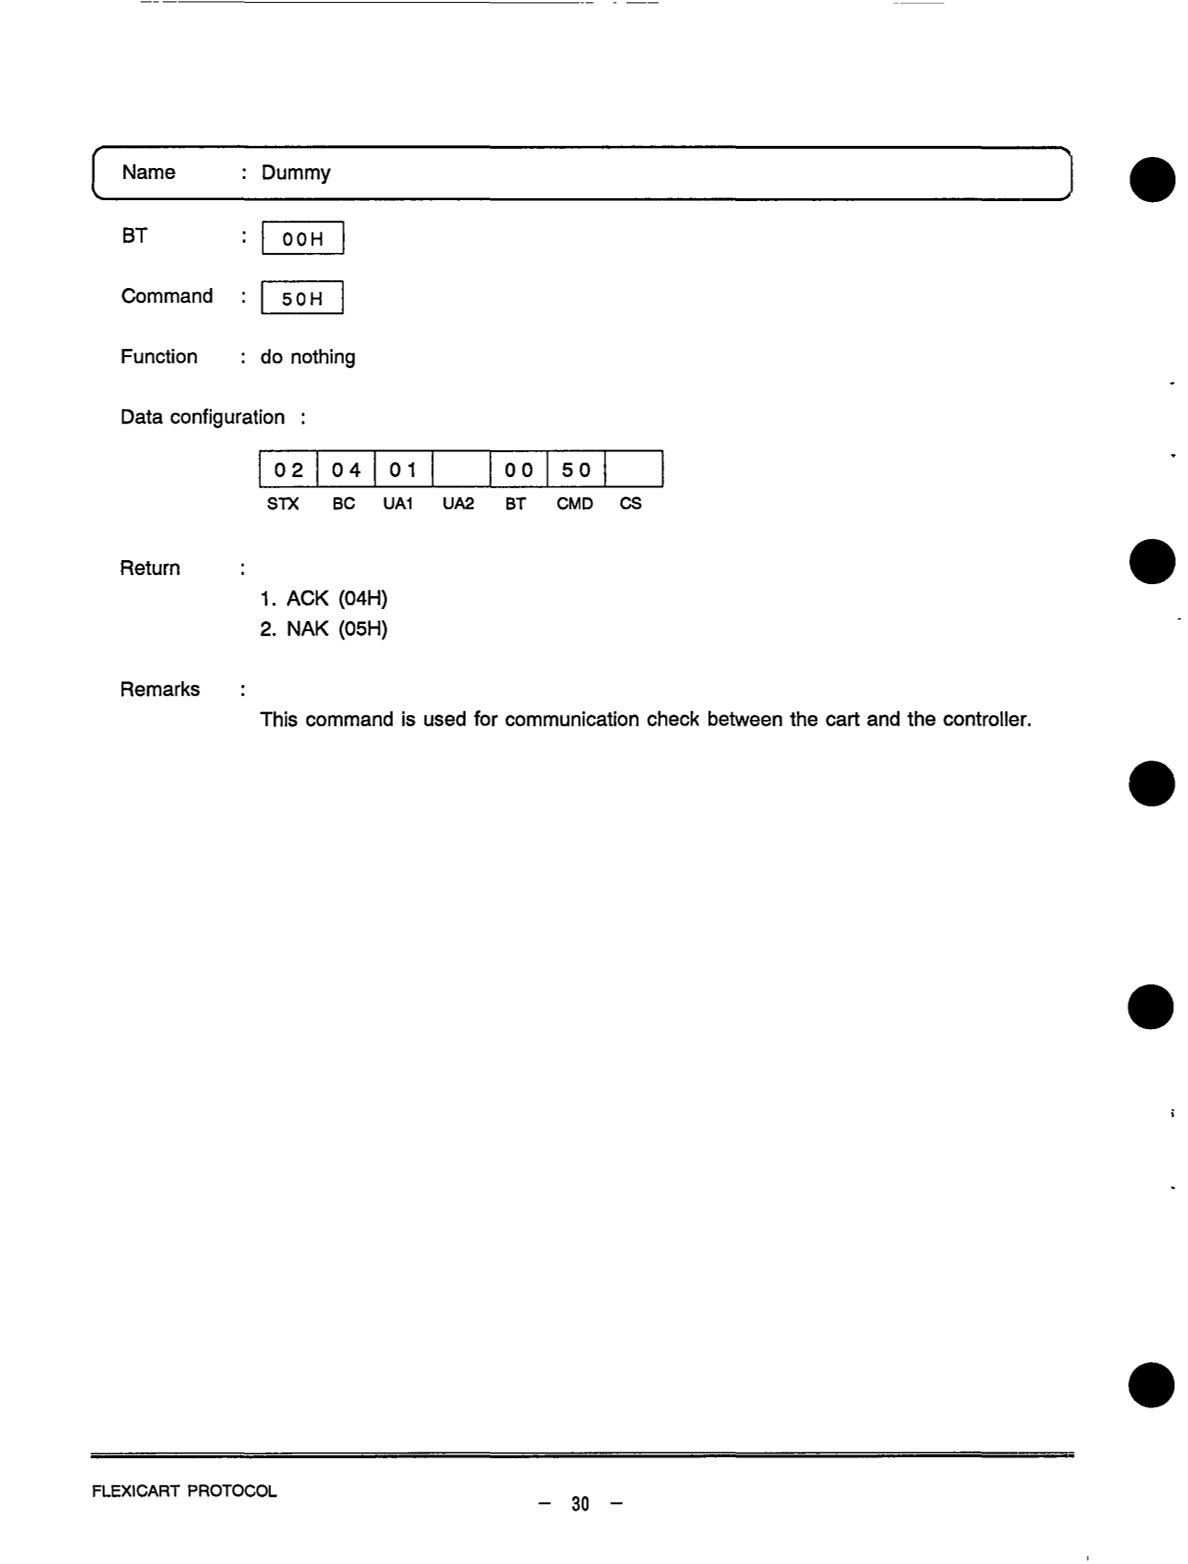 Name : Dummy
BT : 00H
Command : 50H
Function : do nothing
Data configuration :
02 04 01 00 50
STX BC UA1 UA2 BT CMD CS
Return :
1. ACK (04H)
2. NAK (05H)
Remarks :
This command is used for communication check between the cart and the controller.
FLEXICART PROTOCOL
– 30 –